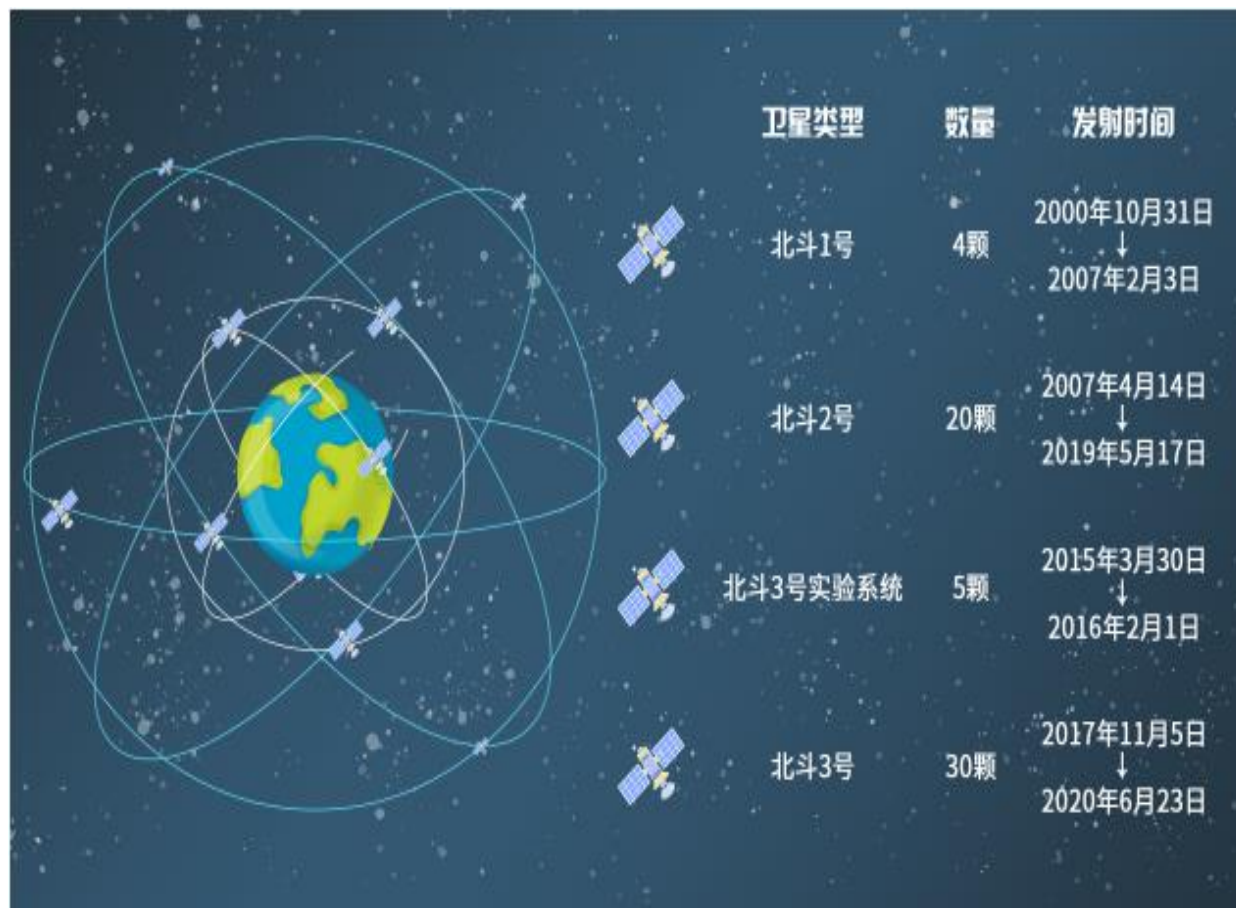 卫星类型 数量 发射时间
2000年10月31日
北斗1号 4颗 ↓
2007年2月3日
2007年4月14日
北斗2号 20颗 ↓
2019年5月17日
2015年3月30日
北斗3号实验系统 5颗 ↓
2016年2月1日
2017年11月5日
北斗3号 30颗 ↓
2020年6月23日